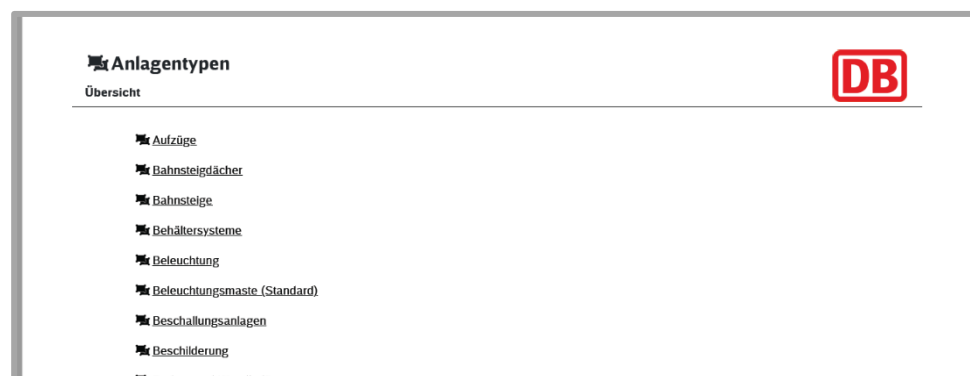 Anlagentypen
DB
Übersicht
Aufzüge
Bahnsteigdächer
Bahnsteige
Behältersysteme
Beleuchtung
Beleuchtungsmaste (Standard)
Beschallungsanlagen
Beschilderung